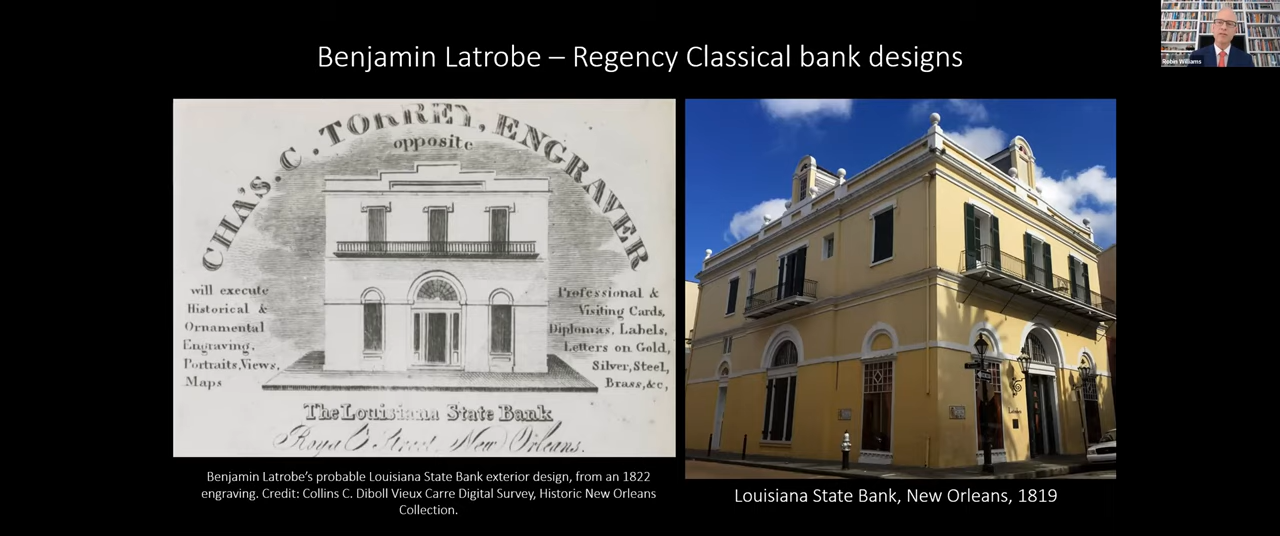 Benjamin Latrobe – Regency Classical bank designs
Robin Williams
CHA'S. C. TORREY, ENGRAVER
opposite
will execute
Historical &
Ornamental
Engraving,
Portraits,Views,
Maps
Professional &
Visiting Cards,
Diplomas, Labels,
Letters on Gold,
Silver,Steel,
Brass,&c,
The Louisiana State Bank
Royal Street, New Orleans.
Benjamin Latrobe's probable Louisiana State Bank exterior design, from an 1822
engraving. Credit: Collins C. Diboll Vieux Carre Digital Survey, Historic New Orleans
Collection.
Louisiana State Bank, New Orleans, 1819